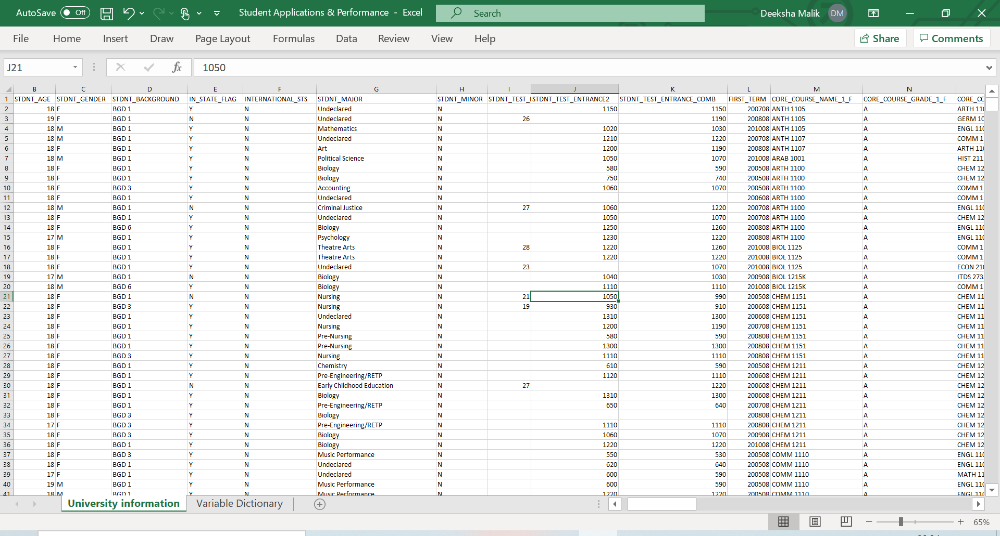 AutoSave Off Student Applications & Performance - Excel Search Deeksha Malik DM
File Home Insert Draw Page Layout Formulas Data Review View Help Share Comments
J21 fx 1050
B C D E F G H I J K L M N
1 STDNT_AGE STDNT_GENDER STDNT_BACKGROUND IN_STATE_FLAG INTERNATIONAL_STS STDNT_MAJOR STDNT_MINOR STDNT_TEST_ STDNT_TEST_ENTRANCE2 STDNT_TEST_ENTRANCE_COMB FIRST_TERM CORE_COURSE_NAME_1_F CORE_COURSE_GRADE_1_F CORE_CC
2 18 F BGD 1 Y N Undeclared N 1150 1150 200708 ANTH 1105 A ARTH 110
3 19 F BGD 1 N N Undeclared N 26 1190 200808 ANTH 1105 A GERM 10
4 18 M BGD 1 Y N Mathematics N 1020 1030 201008 ANTH 1105 A ENGL 110
5 18 M BGD 1 Y N Undeclared N 1210 1220 200708 ANTH 1107 A COMM 1
6 18 F BGD 1 Y N Art N 1200 1190 200808 ANTH 1107 A ARTH 110
7 18 M BGD 1 Y N Political Science N 1050 1070 201008 ARAB 1001 A HIST 211
8 18 F BGD 1 Y N Biology N 580 590 200508 ARTH 1100 A CHEM 12
9 18 F BGD 1 Y N Biology N 750 740 200508 ARTH 1100 A CHEM 12
10 18 F BGD 3 Y N Accounting N 1060 1070 200508 ARTH 1100 A COMM 1
11 18 F BGD 1 Y N Undeclared N 200608 ARTH 1100 A COMM 1
12 18 M BGD 1 N N Criminal Justice N 27 1060 1220 200708 ARTH 1100 A ENGL 110
13 18 F BGD 1 Y N Undeclared N 1050 1070 200708 ARTH 1100 A CHEM 12
14 18 F BGD 6 Y N Biology N 1250 1260 200808 ARTH 1100 A ENGL 110
15 17 M BGD 1 Y N Psychology N 1230 1220 200808 ARTH 1100 A ENGL 110
16 18 F BGD 1 Y N Theatre Arts N 28 1220 1260 201008 BIOL 1125 A COMM 1
17 18 F BGD 1 Y N Theatre Arts N 1220 1220 201008 BIOL 1125 A COMM 1
18 18 F BGD 1 Y N Undeclared N 23 1070 201008 BIOL 1125 A ECON 210
19 17 M BGD 1 N N Biology N 1040 1030 200908 BIOL 1215K A ITDS 273
20 18 M BGD 6 Y N Biology N 1110 1110 201008 BIOL 1215K A COMM 1
21 18 F BGD 1 N N Nursing N 21 1050 990 200508 CHEM 1151 A CHEM 11
22 18 F BGD 3 Y N Nursing N 19 930 910 200608 CHEM 1151 A CHEM 11
23 18 F BGD 1 Y N Undeclared N 1310 1300 200608 CHEM 1151 A CHEM 11
24 18 F BGD 1 Y N Nursing N 1200 1190 200708 CHEM 1151 A CHEM 11
25 18 F BGD 1 Y N Pre-Nursing N 580 590 200808 CHEM 1151 A CHEM 11
26 18 F BGD 1 Y N Pre-Nursing N 1300 1300 200808 CHEM 1151 A CHEM 11
27 18 F BGD 3 Y N Nursing N 1110 1110 200808 CHEM 1151 A CHEM 11
28 18 F BGD 1 Y N Chemistry N 610 590 200508 CHEM 1211 A CHEM 12
29 18 F BGD 1 Y N Pre-Engineering/RETP N 1120 1110 200608 CHEM 1211 A CHEM 12
30 18 F BGD 1 N N Early Childhood Education N 27 1220 200608 CHEM 1211 A CHEM 12
31 18 F BGD 1 Y N Biology N 1310 1300 200608 CHEM 1211 A CHEM 12
32 18 F BGD 1 Y N Pre-Engineering/RETP N 650 640 200708 CHEM 1211 A CHEM 12
33 18 F BGD 3 Y N Biology N 200808 CHEM 1211 A CHEM 12
34 17 F BGD 3 Y N Pre-Engineering/RETP N 1110 1110 200808 CHEM 1211 A CHEM 12
35 18 F BGD 3 Y N Biology N 1060 1070 200908 CHEM 1211 A CHEM 12
36 18 F BGD 1 Y N Biology N 1220 1220 201008 CHEM 1211 A CHEM 12
37 18 F BGD 3 Y N Music Performance N 550 530 200508 COMM 1110 A ENGL 110
38 18 F BGD 1 Y N Undeclared N 620 640 200508 COMM 1110 A ENGL 110
39 17 F BGD 1 Y N Undeclared N 600 590 200508 COMM 1110 A MATH 11
40 19 M BGD 1 Y N Music Performance N 600 590 200508 COMM 1110 A ENGL 110
41 18 M BGD 1 Y N Music Performance N 1220 1220 200508 COMM 1110 A ENGL 110
University information Variable Dictionary
65%